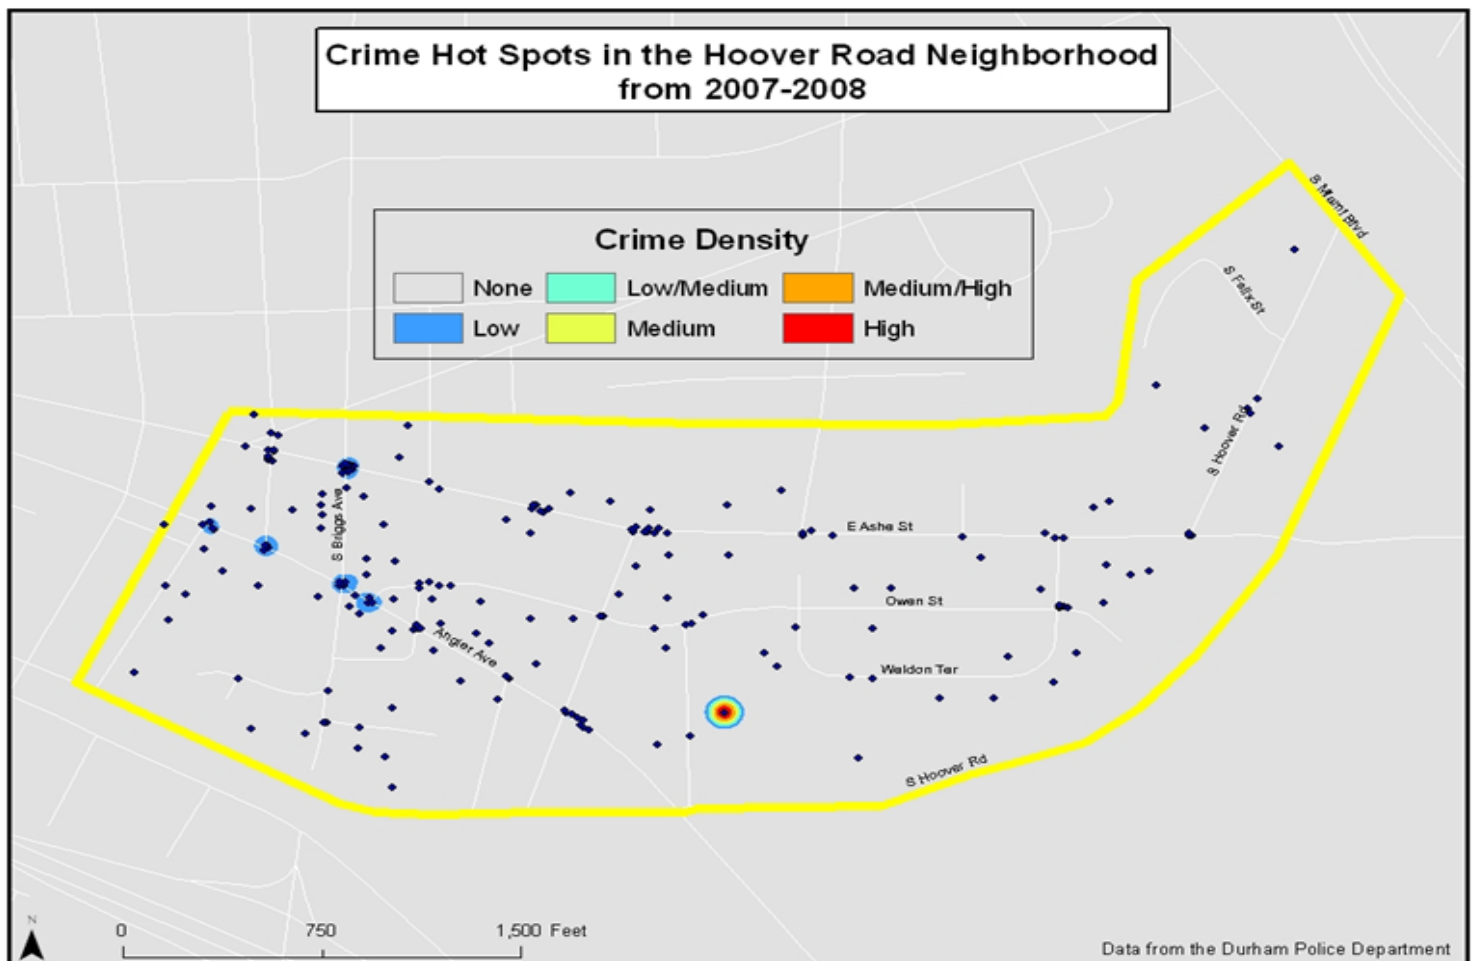 Crime Hot Spots in the Hoover Road Neighborhood
from 2007-2008
S Miami Blvd
Crime Density
None
Low/Medium
Medium/High
Low
Medium
High
S Felix St
S Hoover Rd
S Briggs Ave
E Ashe St
Owen St
Angier Ave
Waldon Ter
S Hoover Rd
N
0 750 1,500 Feet
Data from the Durham Police Department